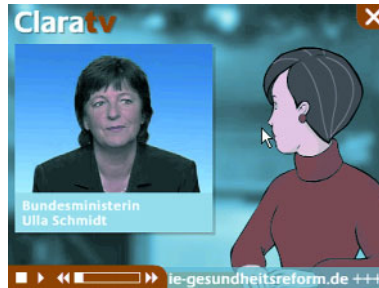 Claratv
Bundesministerin
Ulla Schmidt
ie-gesundheitsreform.de +++